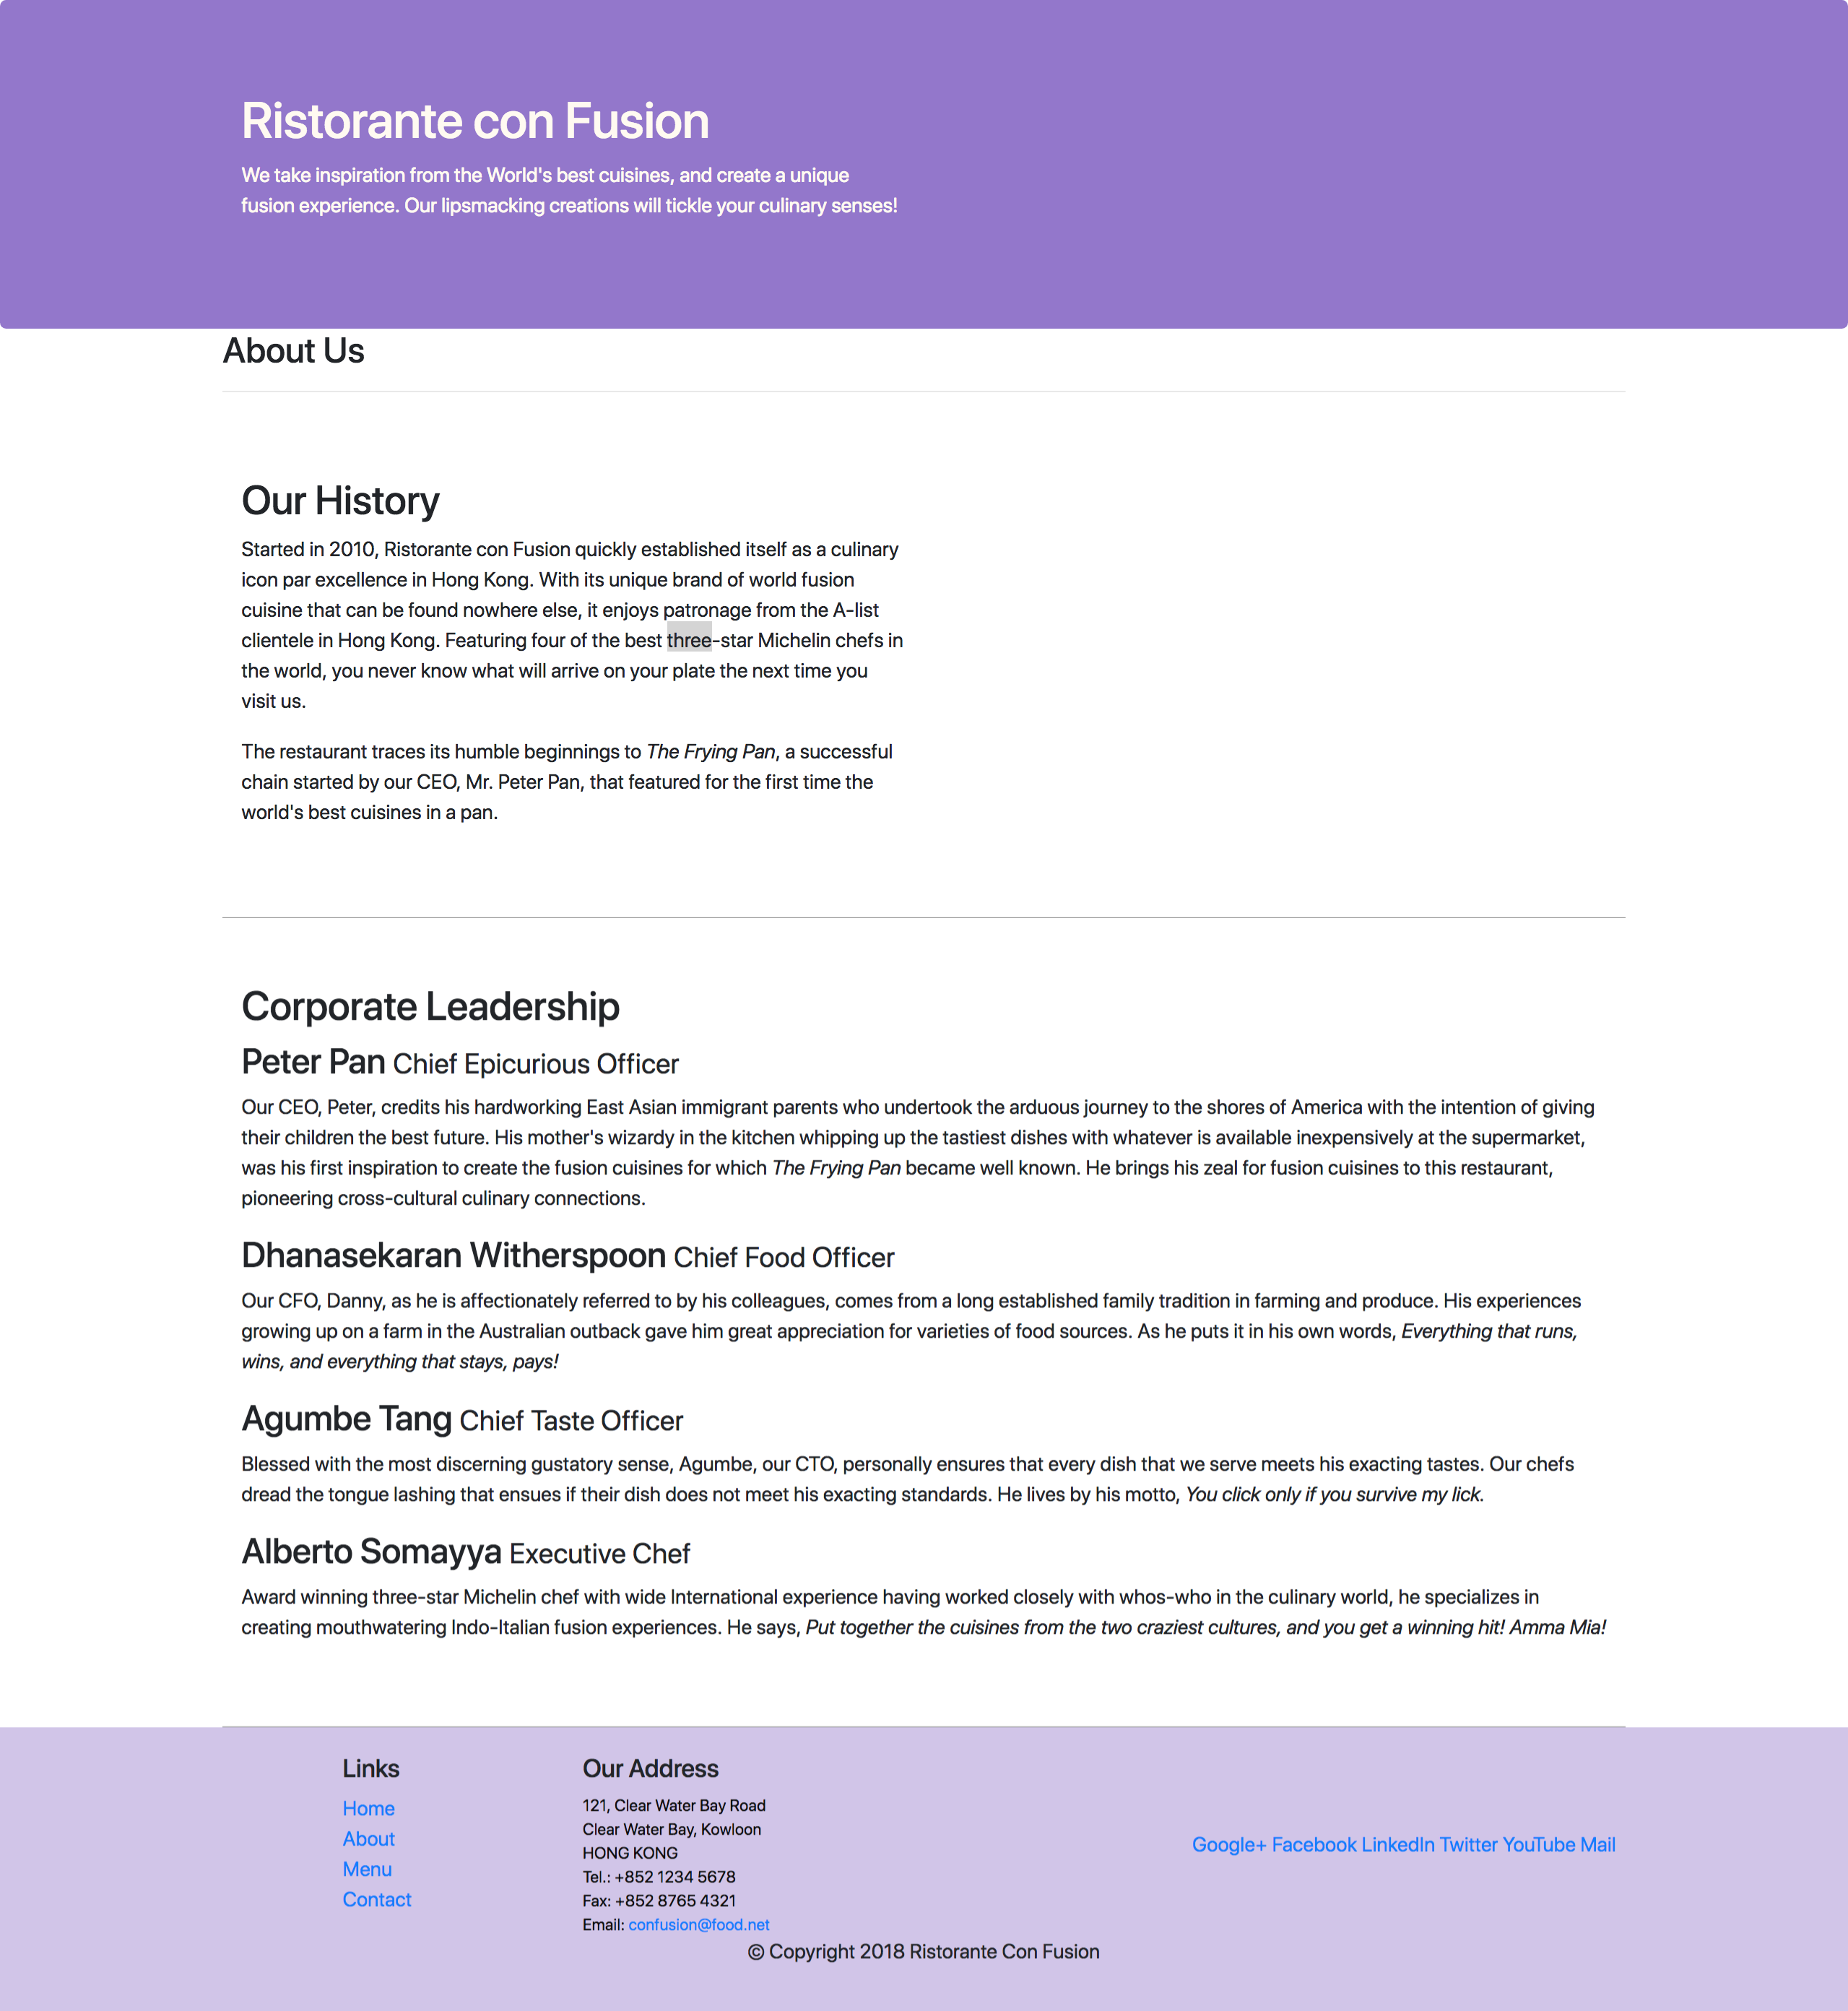 Ristorante con Fusion
We take inspiration from the World's best cuisines, and create a unique
fusion experience. Our lipsmacking creations will tickle your culinary senses!
About Us
Our History
Started in 2010, Ristorante con Fusion quickly established itself as a culinary
icon par excellence in Hong Kong. With its unique brand of world fusion
cuisine that can be found nowhere else, it enjoys patronage from the A-list
clientele in Hong Kong. Featuring four of the best three-star Michelin chefs in
the world, you never know what will arrive on your plate the next time you
visit us.
The restaurant traces its humble beginnings to The Frying Pan, a successful
chain started by our CEO, Mr. Peter Pan, that featured for the first time the
world's best cuisines in a pan.
Corporate Leadership
Peter Pan Chief Epicurious Officer
Our CEO, Peter, credits his hardworking East Asian immigrant parents who undertook the arduous journey to the shores of America with the intention of giving
their children the best future. His mother's wizardy in the kitchen whipping up the tastiest dishes with whatever is available inexpensively at the supermarket,
was his first inspiration to create the fusion cuisines for which The Frying Pan became well known. He brings his zeal for fusion cuisines to this restaurant,
pioneering cross-cultural culinary connections.
Dhanasekaran Witherspoon Chief Food Officer
Our CFO, Danny, as he is affectionately referred to by his colleagues, comes from a long established family tradition in farming and produce. His experiences
growing up on a farm in the Australian outback gave him great appreciation for varieties of food sources. As he puts it in his own words, Everything that runs,
wins, and everything that stays, pays!
Agumbe Tang Chief Taste Officer
Blessed with the most discerning gustatory sense, Agumbe, our CTO, personally ensures that every dish that we serve meets his exacting tastes. Our chefs
dread the tongue lashing that ensues if their dish does not meet his exacting standards. He lives by his motto, You click only if you survive my lick.
Alberto Somayya Executive Chef
Award winning three-star Michelin chef with wide International experience having worked closely with whos-who in the culinary world, he specializes in
creating mouthwatering Indo-Italian fusion experiences. He says, Put together the cuisines from the two craziest cultures, and you get a winning hit! Amma Mia!
Links
Home
About
Menu
Contact
Our Address
121, Clear Water Bay Road
Clear Water Bay, Kowloon
HONG KONG
Tel.: +852 1234 5678
Fax: +852 8765 4321
Email: confusion@food.net
Google+ Facebook LinkedIn Twitter YouTube Mail
© Copyright 2018 Ristorante Con Fusion